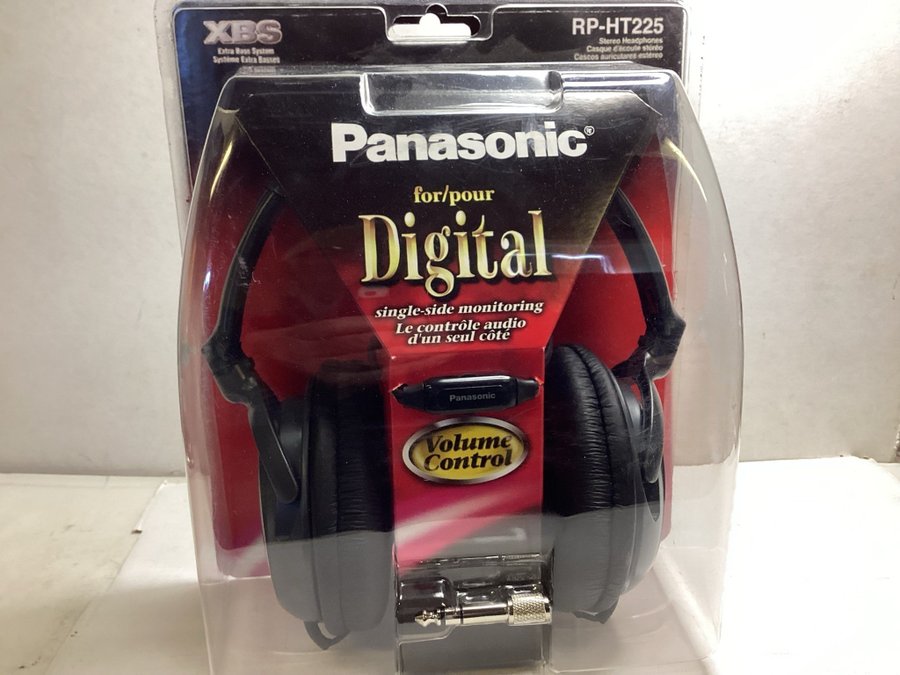 XBS
Extra Bass System
Système Extra Basses
RP-HT225
Stereo Headphones
Casque d'écoute stéréo
Cascos auriculares estéreo
Panasonic®
for/pour
Digital
single-side monitoring
Le contrôle audio
d'un seul côté
Panasonic
Volume
Control